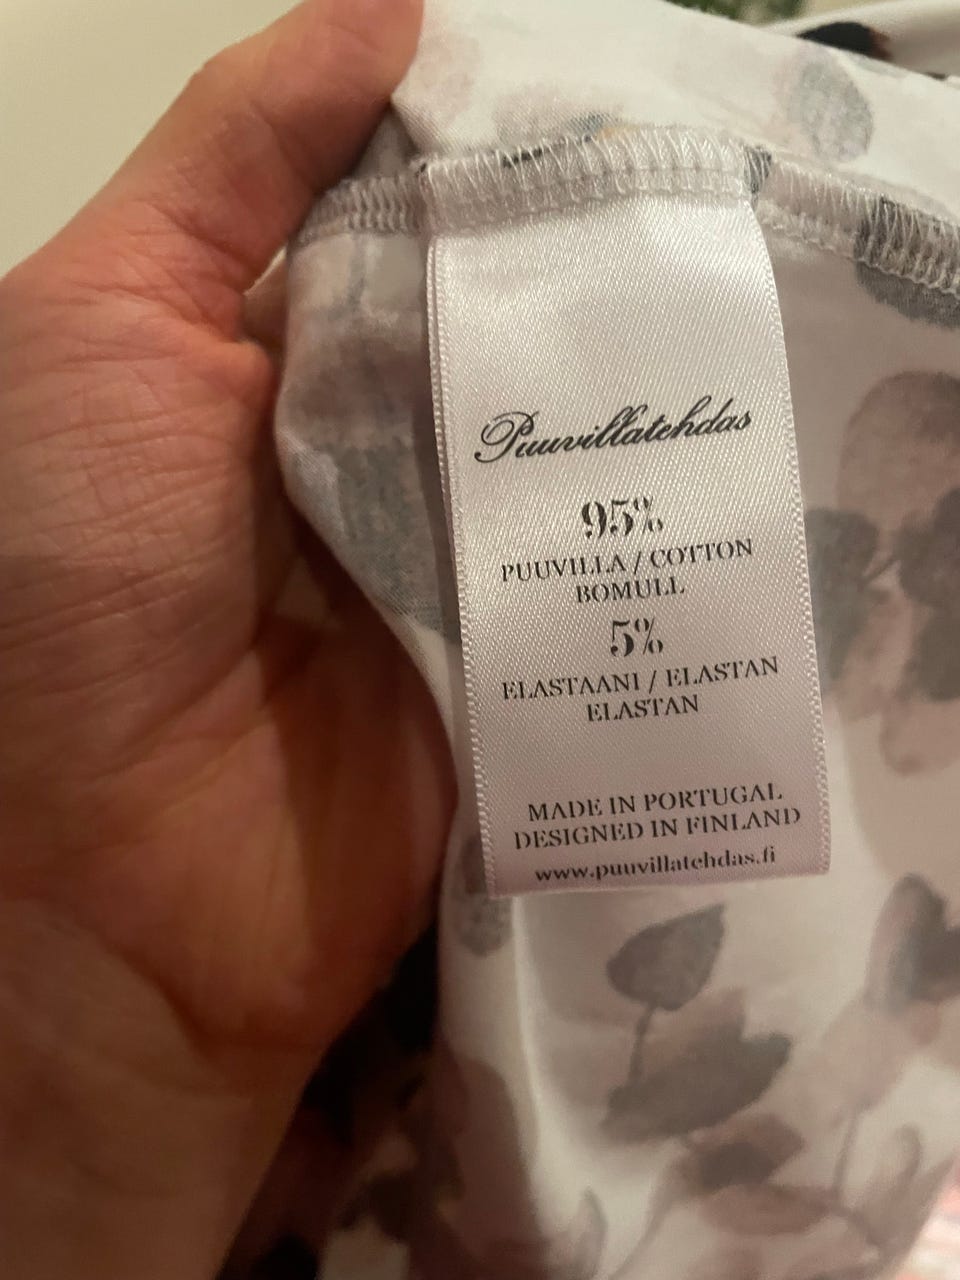 Puuvillatehdas
95%
PUUVILLA / COTTON
BOMULL
5%
ELASTAANI / ELASTAN
ELASTAN
MADE IN PORTUGAL
DESIGNED IN FINLAND
www.puuvillatehdas.fi